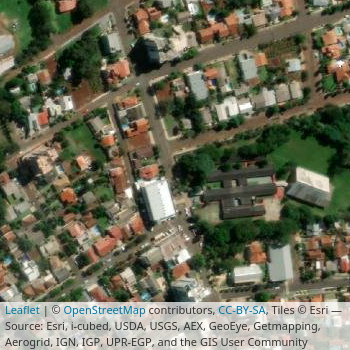 Leaflet | © OpenStreetMap contributors, CC-BY-SA, Tiles © Esri —
Source: Esri, i-cubed, USDA, USGS, AEX, GeoEye, Getmapping,
Aerogrid, IGN, IGP, UPR-EGP, and the GIS User Community